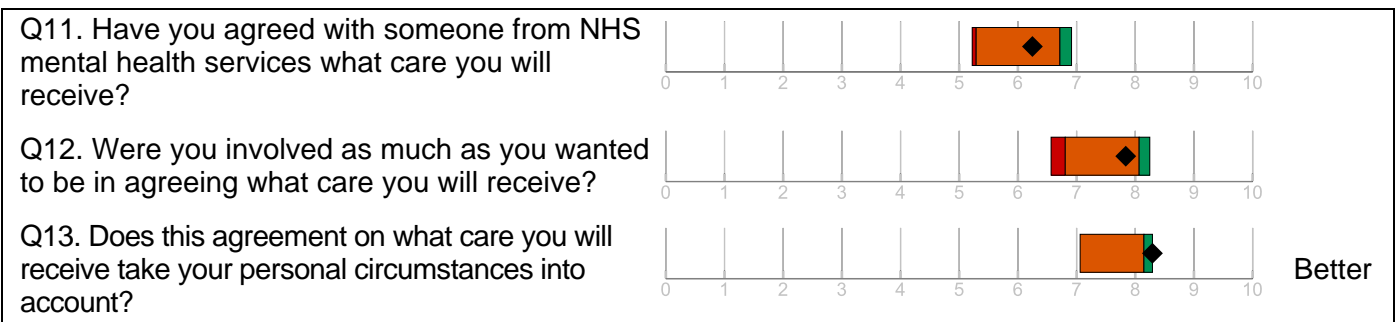 Q11. Have you agreed with someone from NHS
mental health services what care you will
receive?
0 1 2 3 4 5 6 7 8 9 10
Q12. Were you involved as much as you wanted
to be in agreeing what care you will receive?
0 1 2 3 4 5 6 7 8 9 10
Q13. Does this agreement on what care you will
receive take your personal circumstances into
account?
0 1 2 3 4 5 6 7 8 9 10
Better